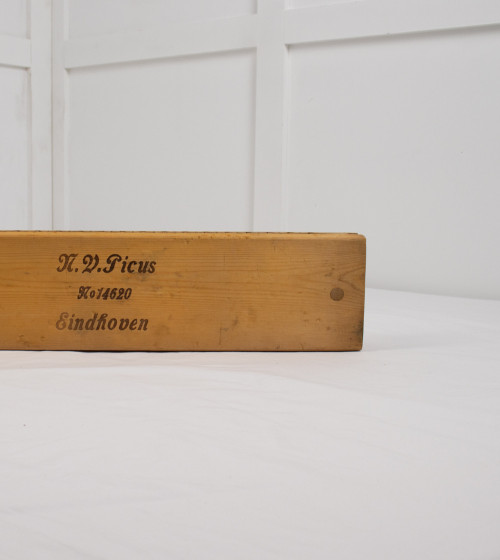 N.V. Picus
No 14620
Eindhoven